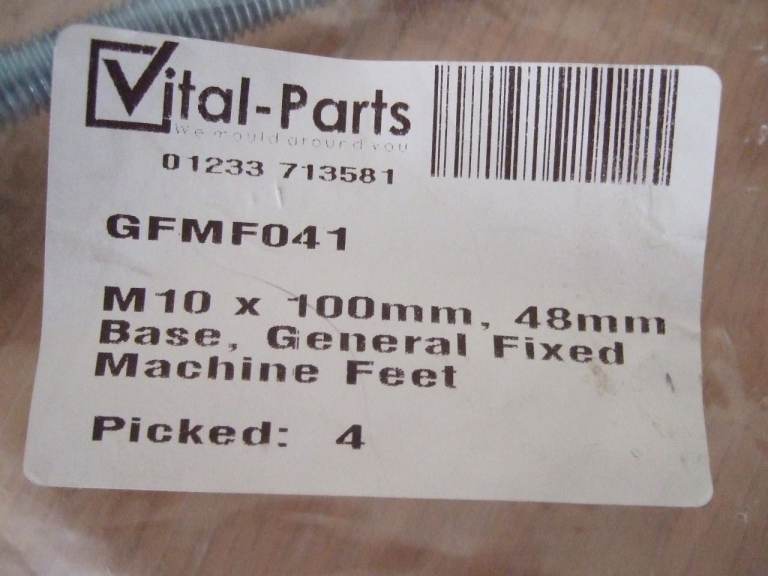 Vital-Parts
We mould around you
01233 713581
GFMF041
M10 x 100mm, 48mm
Base, General Fixed
Machine Feet
Picked: 4